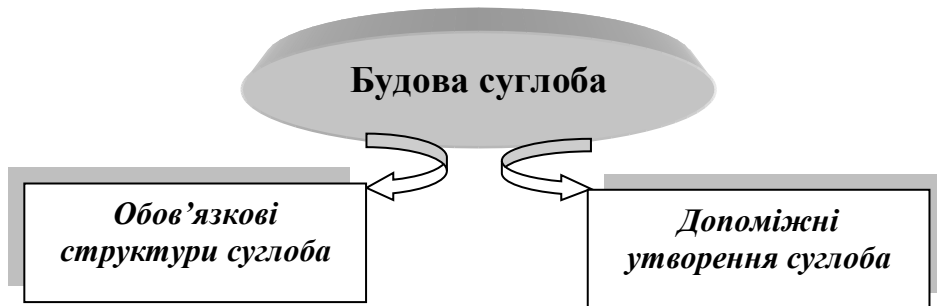 Будова суглоба
Обов’язкові
структури суглоба
Допоміжні
утворення суглоба